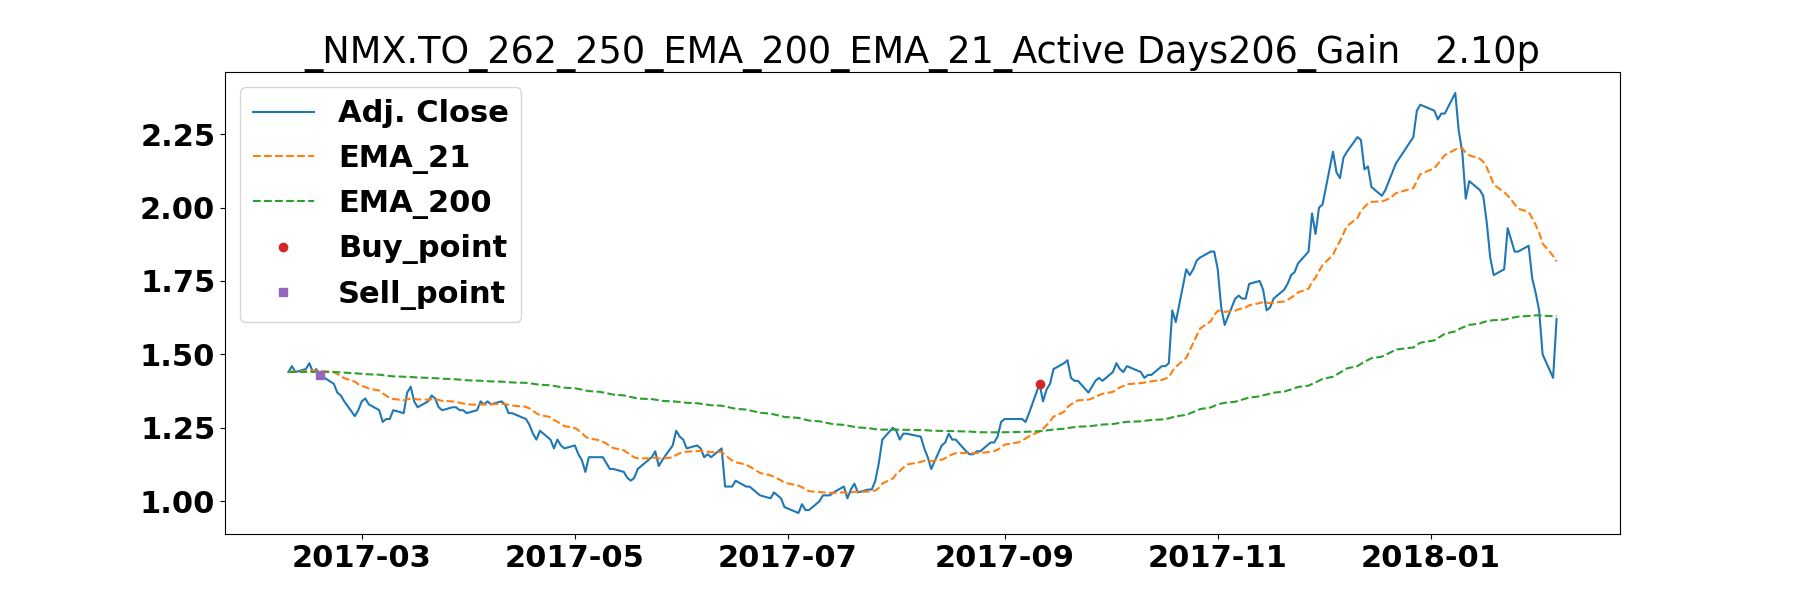 _NMX.TO_262_250_EMA_200_EMA_21_Active Days206_Gain   2.10p
Adj. Close
EMA_21
EMA_200
Buy_point
Sell_point
2.25
2.00
1.75
1.50
1.25
1.00
2017-03 2017-05 2017-07 2017-09 2017-11 2018-01